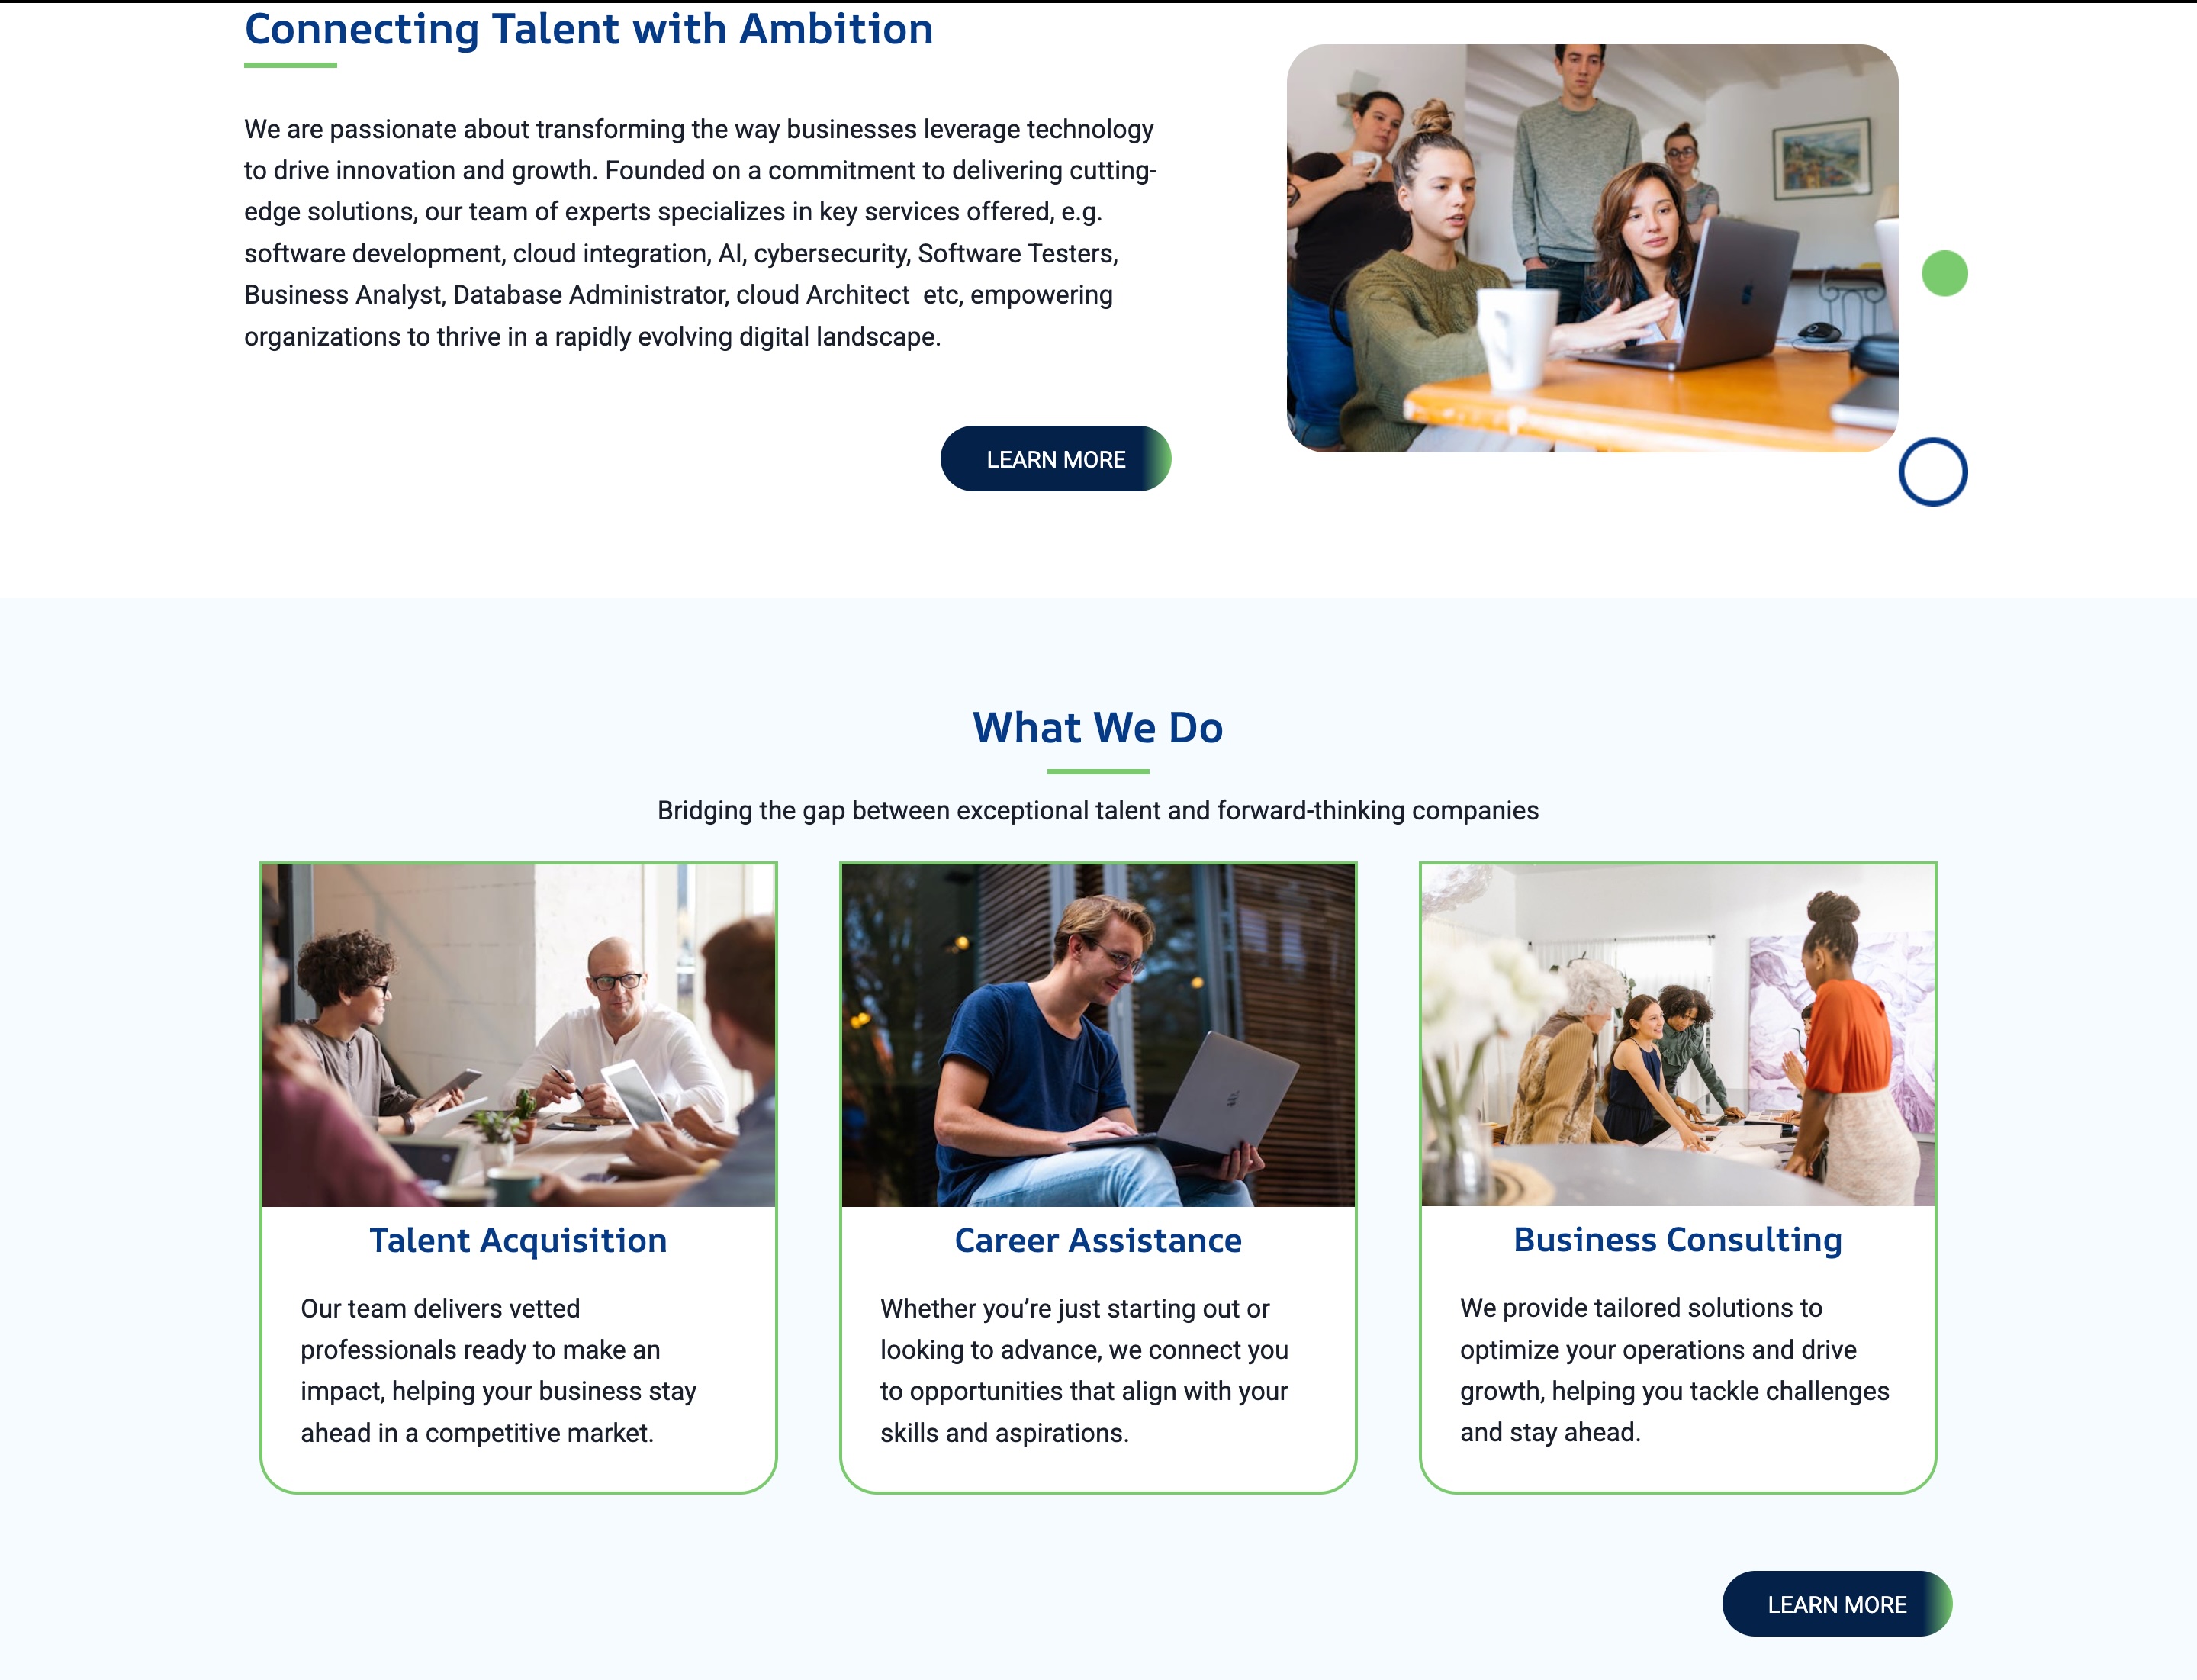 Connecting Talent with Ambition
We are passionate about transforming the way businesses leverage technology
to drive innovation and growth. Founded on a commitment to delivering cutting-
edge solutions, our team of experts specializes in key services offered, e.g.
software development, cloud integration, AI, cybersecurity, Software Testers,
Business Analyst, Database Administrator, cloud Architect  etc, empowering
organizations to thrive in a rapidly evolving digital landscape.
LEARN MORE
What We Do
Bridging the gap between exceptional talent and forward-thinking companies
Talent Acquisition
Our team delivers vetted
professionals ready to make an
impact, helping your business stay
ahead in a competitive market.
Career Assistance
Whether you’re just starting out or
looking to advance, we connect you
to opportunities that align with your
skills and aspirations.
Business Consulting
We provide tailored solutions to
optimize your operations and drive
growth, helping you tackle challenges
and stay ahead.
LEARN MORE